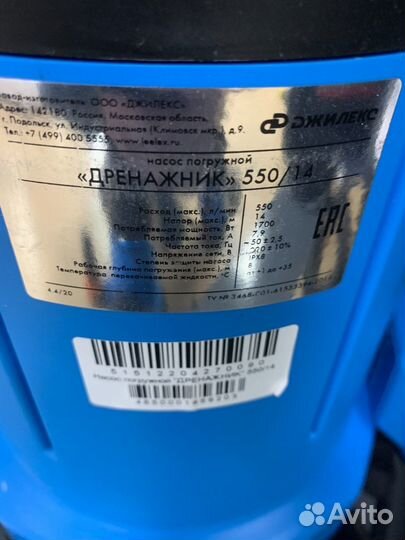 Завод-изготовитель ООО «ДЖИЛЕКС»
Адрес: 142180, Россия, Московская область,
г. Подольск, ул. Индустриальная (Климовск мкр.), д.9.
Тел.: +7 (499) 400 5555, www.jeelex.ru
ДЖИЛЕКС
насос погружной
«ДРЕНАЖНИК» 550/14
Расход (макс.), л/мин 550
Напор (макс.), м 14
Потребляемая мощность, Вт 1700
Потребляемый ток, А 7,9
Частота тока, Гц ~50 ± 2,5
Напряжение сети, В 220 ± 10%
Степень защиты насоса IPX8
Рабочая глубина погружения (макс.), м 8
Температура перекачиваемой жидкости, °С от +1 до +35
EAC
4.4/20
ТУ № 3468-001-
Насос погружной "ДРЕНАЖНИК" 550/14
Avito